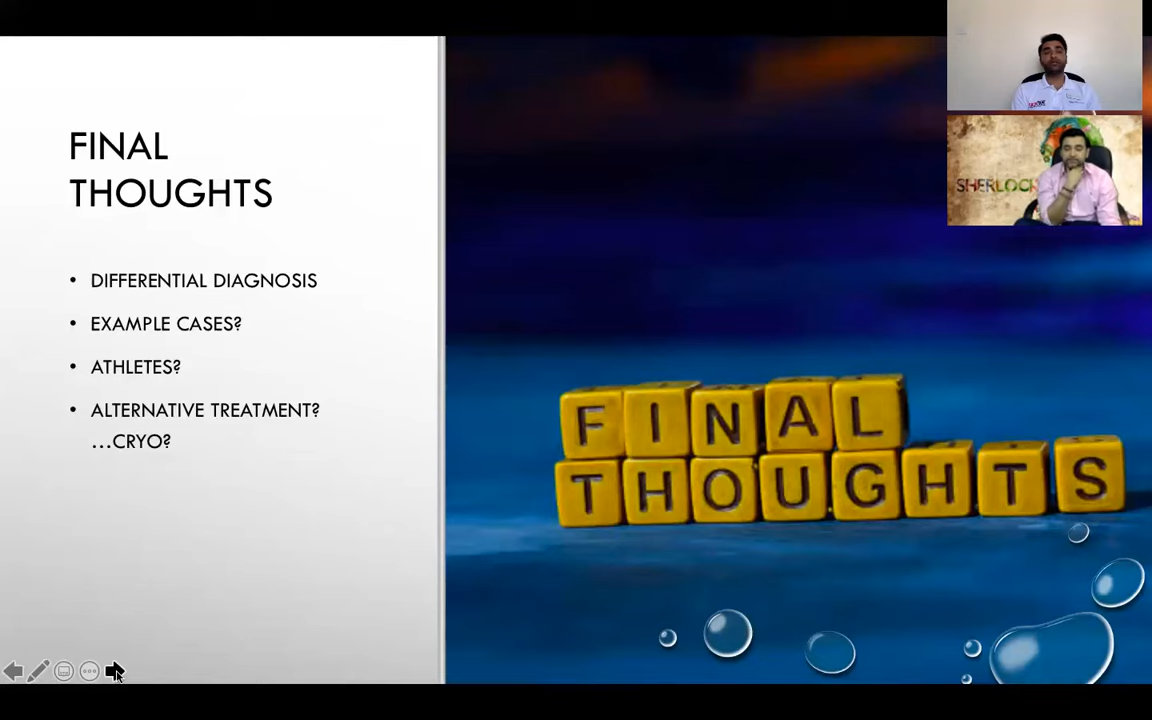 FINAL
THOUGHTS
• DIFFERENTIAL DIAGNOSIS
• EXAMPLE CASES?
• ATHLETES?
• ALTERNATIVE TREATMENT?
...CRYO?
FINAL
THOUGHTS
SHERLOCK